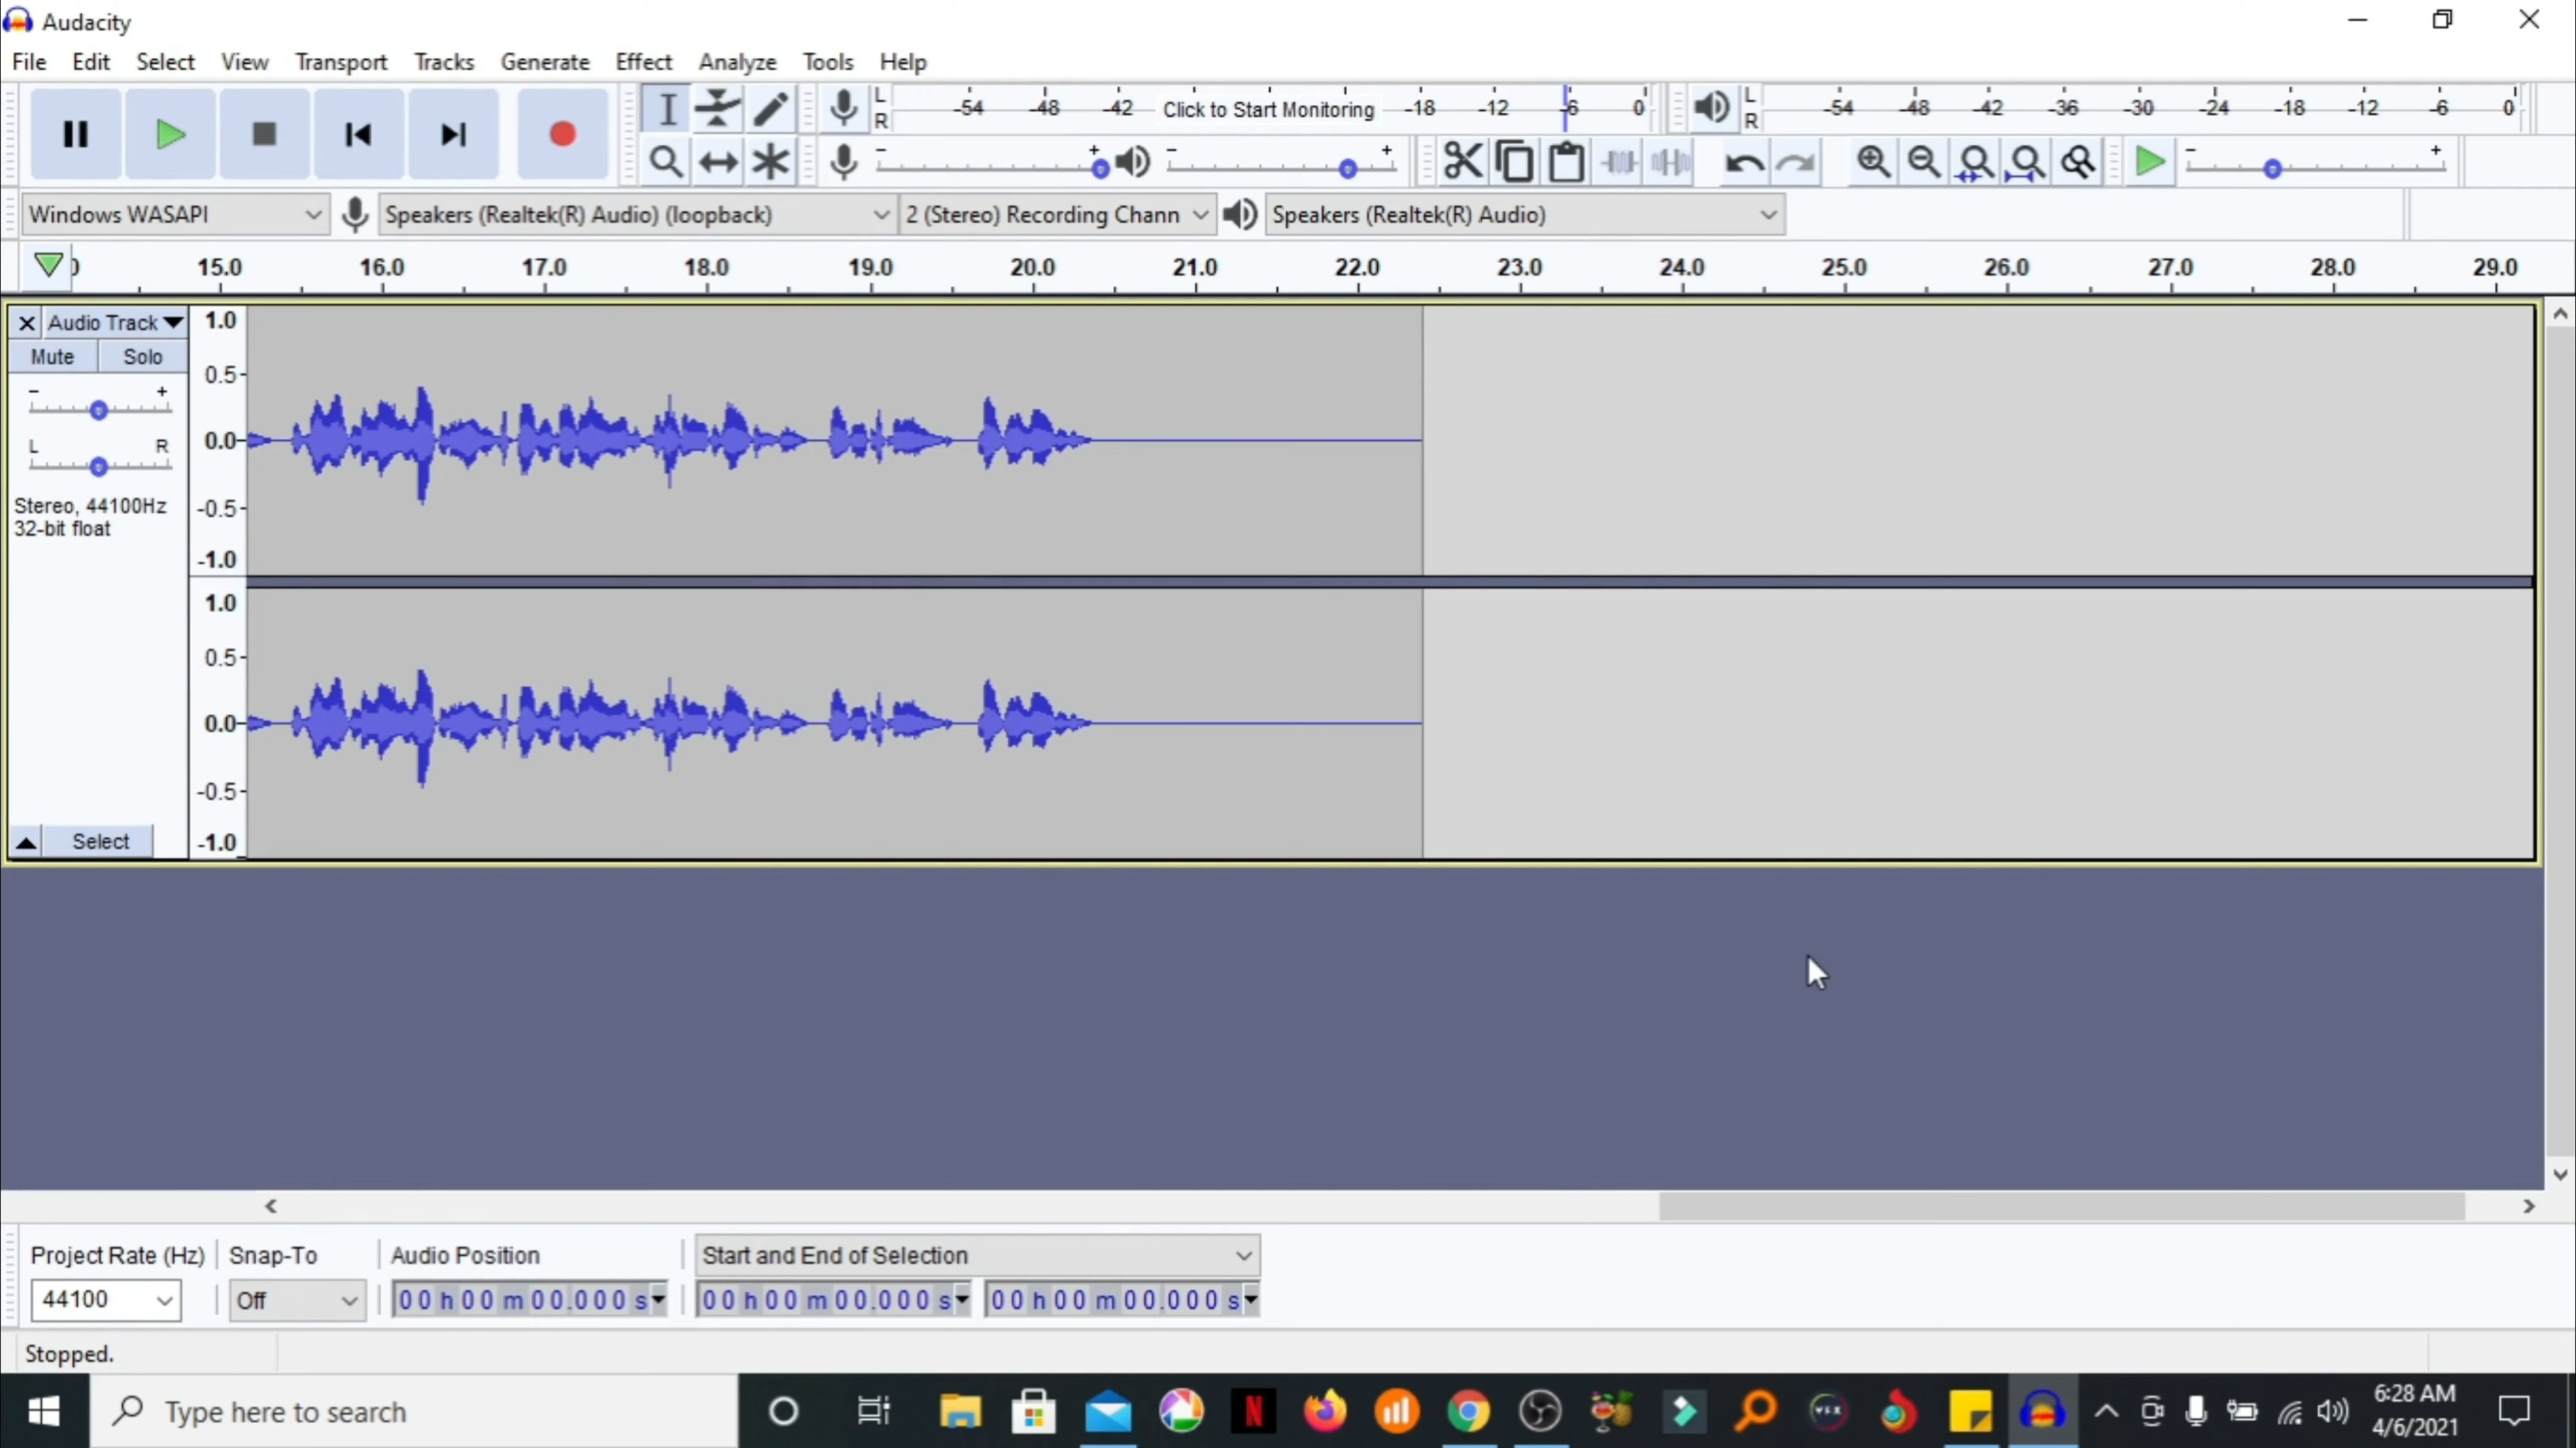 Audacity
File Edit Select View Transport Tracks Generate Effect Analyze Tools Help
L R -54 -48 -42 Click to Start Monitoring -18 -12 -6 0 L R -54 -48 -42 -36 -30 -24 -18 -12 -6 0
- + - + - +
Windows WASAPI Speakers (Realtek(R) Audio) (loopback) 2 (Stereo) Recording Chann Speakers (Realtek(R) Audio)
15.0 16.0 17.0 18.0 19.0 20.0 21.0 22.0 23.0 24.0 25.0 26.0 27.0 28.0 29.0
Audio Track 1.0
Mute Solo
0.5
- +
0.0
L R
Stereo, 44100Hz -0.5
32-bit float
-1.0
1.0
0.5
0.0
-0.5
Select -1.0
Project Rate (Hz) Snap-To Audio Position Start and End of Selection
44100 Off 00 h 00 m 00.000 s 00 h 00 m 00.000 s 00 h 00 m 00.000 s
Stopped.
Type here to search N VSX 6:28 AM
4/6/2021